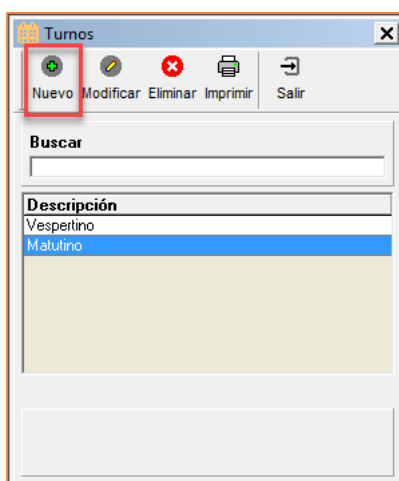 Turnos
Nuevo Modificar Eliminar Imprimir Salir
Buscar
Descripción
Vespertino
Matutino